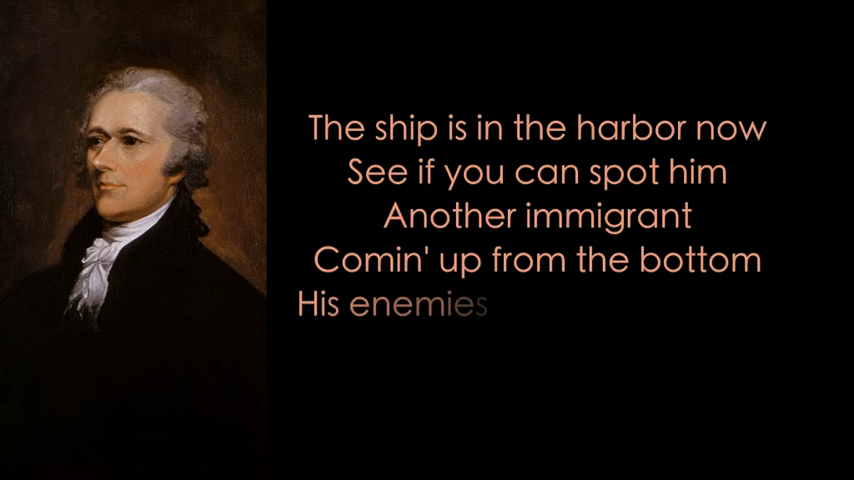 The ship is in the harbor now
See if you can spot him
Another immigrant
Comin' up from the bottom
His enemies